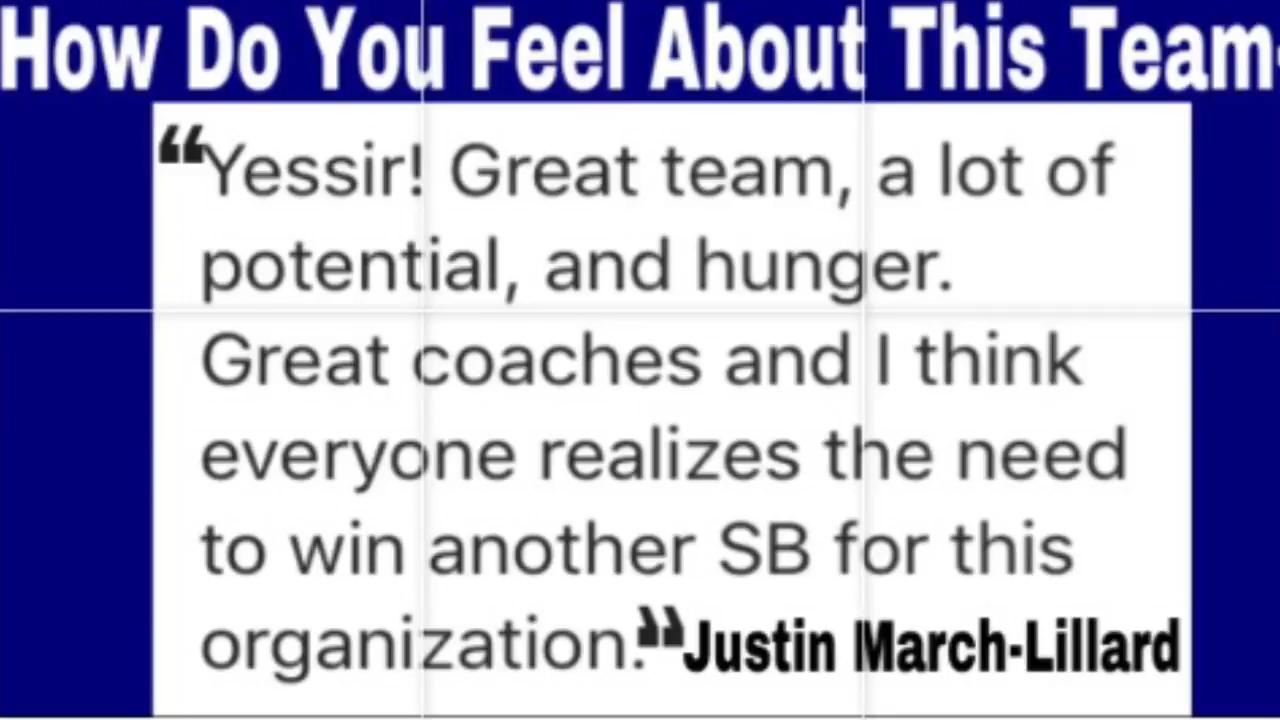 How Do You Feel About This Team-
“Yessir! Great team, a lot of
potential, and hunger.
Great coaches and I think
everyone realizes the need
to win another SB for this
organization.”Justin March-Lillard